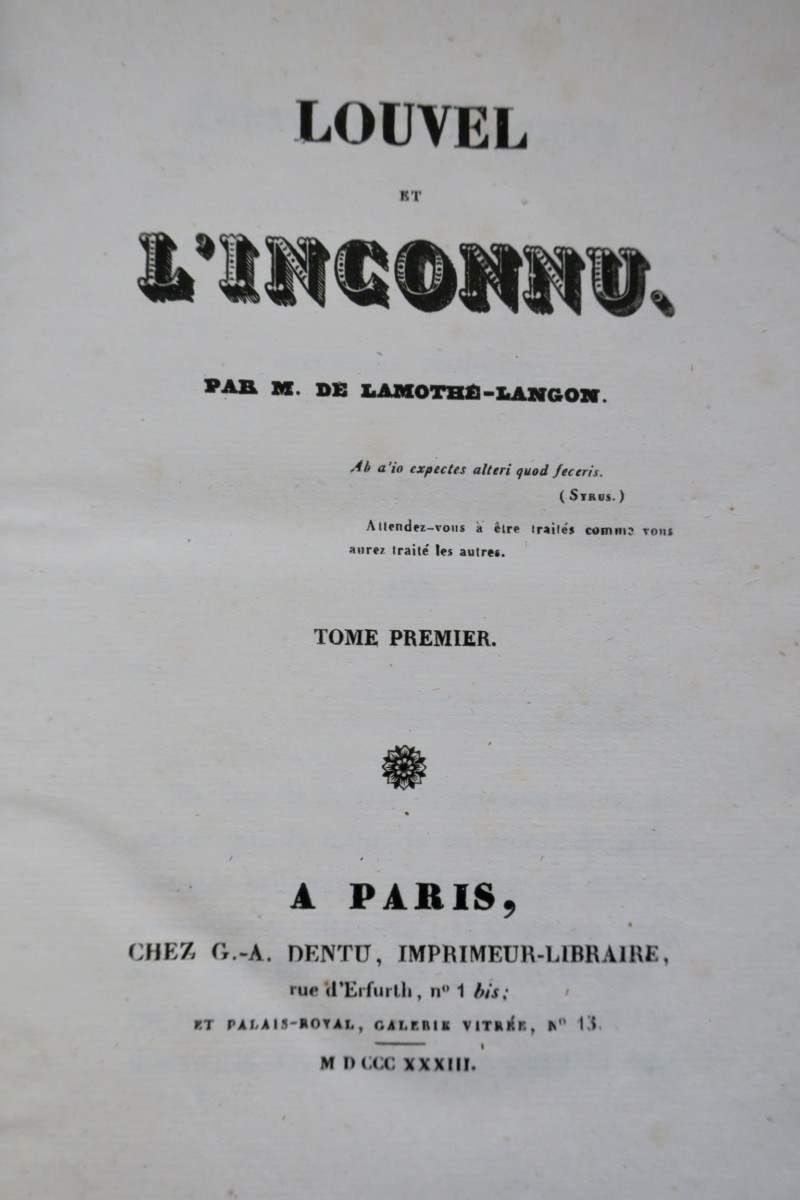 LOUVEL
ET
L'INCONNU.
PAR M. DE LAMOTHE-LANGON.
Ab a'io expectes alteri quod feceris.
(SYRUS.)
Attendez-vous à être traités comme vous
aurez traité les autres.
TOME PREMIER.
A PARIS,
CHEZ G.-A. DENTU, IMPRIMEUR-LIBRAIRE,
rue d'Erfurth, nº 1 bis;
ET PALAIS-ROYAL, GALERIE VITRÉE, Nº 13.
M DCCC XXXIII.